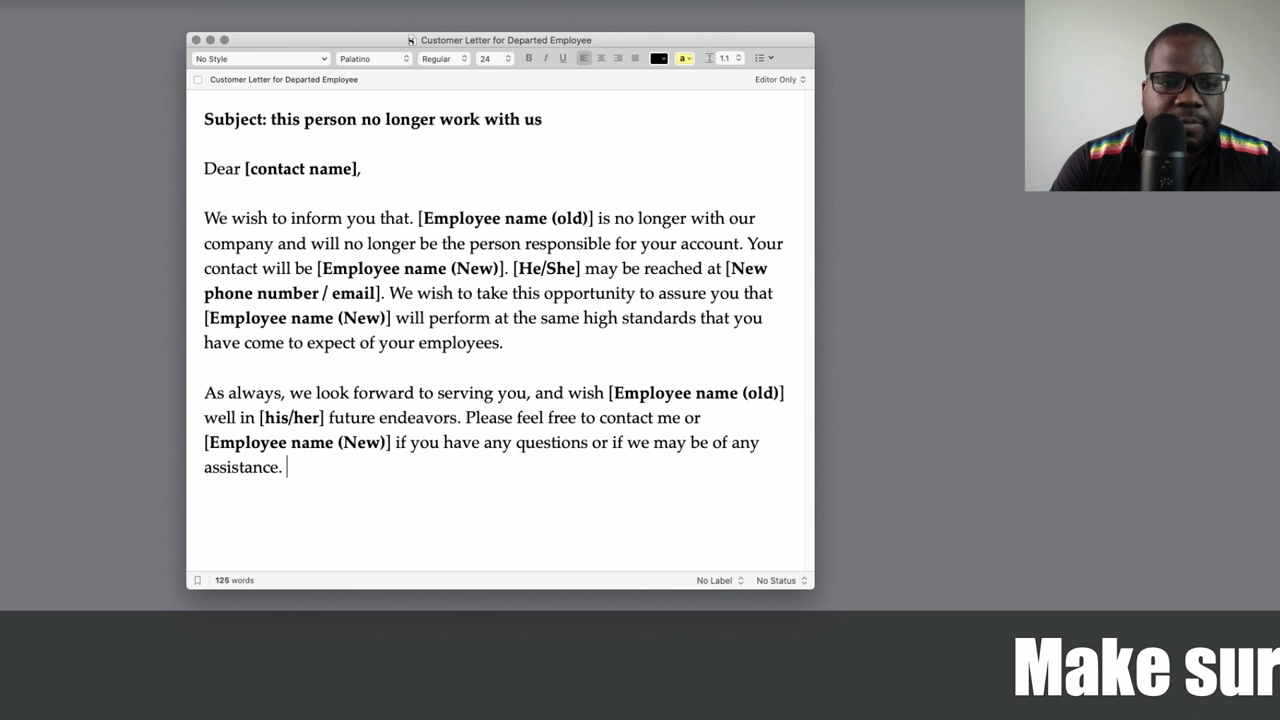 Customer Letter for Departed Employee
No Style Palatino Regular 24 B I U a 1.1
Customer Letter for Departed Employee Editor Only
Subject: this person no longer work with us
Dear [contact name],
We wish to inform you that. [Employee name (old)] is no longer with our
company and will no longer be the person responsible for your account. Your
contact will be [Employee name (New)]. [He/She] may be reached at [New
phone number / email]. We wish to take this opportunity to assure you that
[Employee name (New)] will perform at the same high standards that you
have come to expect of your employees.
As always, we look forward to serving you, and wish [Employee name (old)]
well in [his/her] future endeavors. Please feel free to contact me or
[Employee name (New)] if you have any questions or if we may be of any
assistance.
125 words No Label No Status
Make sur